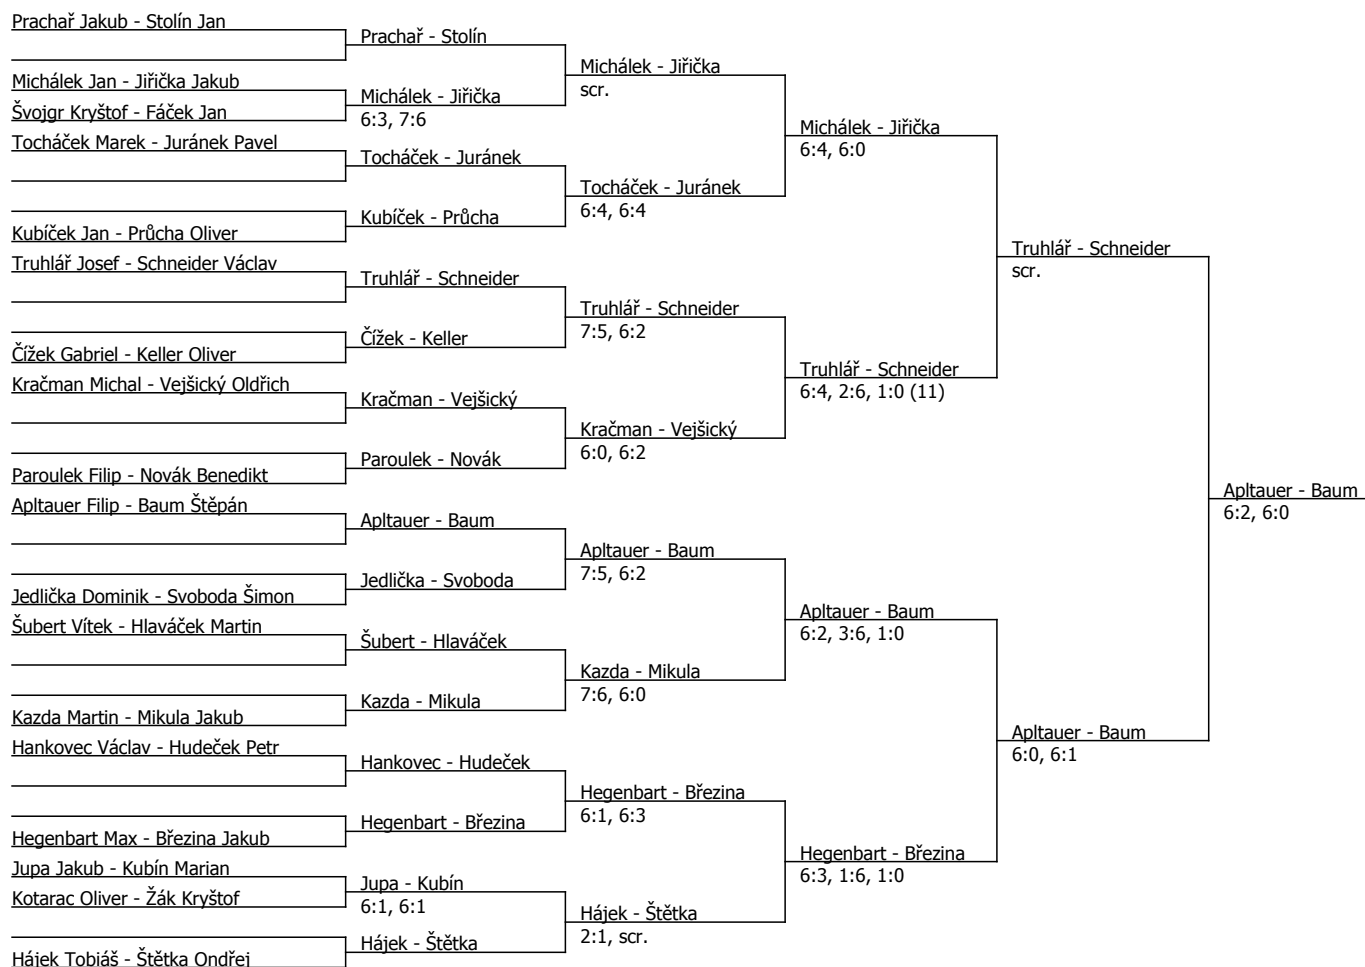 Prachař Jakub - Stolín Jan
Prachař - Stolín
Michálek - Jiřička
scr.
Michálek Jan - Jiřička Jakub
Michálek - Jiřička
6:3, 7:6
Švojgr Kryštof - Fáček Jan
Michálek - Jiřička
6:4, 6:0
Tocháček Marek - Juránek Pavel
Tocháček - Juránek
Tocháček - Juránek
6:4, 6:4
Kubíček - Průcha
Kubíček Jan - Průcha Oliver
Truhlář - Schneider
scr.
Truhlář Josef - Schneider Václav
Truhlář - Schneider
Truhlář - Schneider
7:5, 6:2
Čížek - Keller
Čížek Gabriel - Keller Oliver
Truhlář - Schneider
6:4, 2:6, 1:0 (11)
Kračman Michal - Vejšický Oldřich
Kračman - Vejšický
Kračman - Vejšický
6:0, 6:2
Paroulek - Novák
Paroulek Filip - Novák Benedikt
Apltauer - Baum
6:2, 6:0
Apltauer Filip - Baum Štěpán
Apltauer - Baum
Apltauer - Baum
7:5, 6:2
Jedlička - Svoboda
Jedlička Dominik - Svoboda Šimon
Apltauer - Baum
6:2, 3:6, 1:0
Šubert Vítek - Hlaváček Martin
Šubert - Hlaváček
Kazda - Mikula
7:6, 6:0
Kazda - Mikula
Kazda Martin - Mikula Jakub
Apltauer - Baum
6:0, 6:1
Hankovec Václav - Hudeček Petr
Hankovec - Hudeček
Hegenbart - Březina
6:1, 6:3
Hegenbart - Březina
Hegenbart Max - Březina Jakub
Hegenbart - Březina
6:3, 1:6, 1:0
Jupa Jakub - Kubín Marian
Jupa - Kubín
6:1, 6:1
Kotarac Oliver - Žák Kryštof
Hájek - Štětka
2:1, scr.
Hájek - Štětka
Hájek Tobiáš - Štětka Ondřej